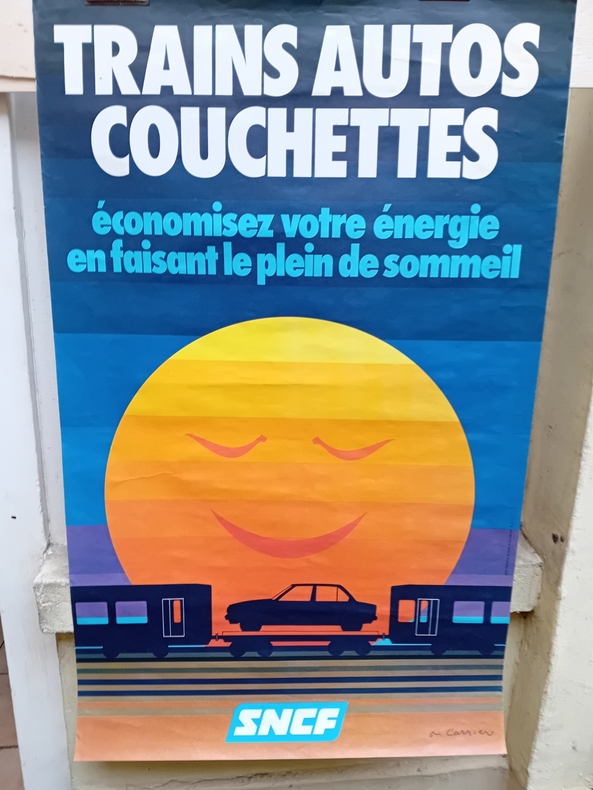 TRAINS AUTOS
COUCHETTES
économisez votre énergie
en faisant le plein de sommeil
SNCF